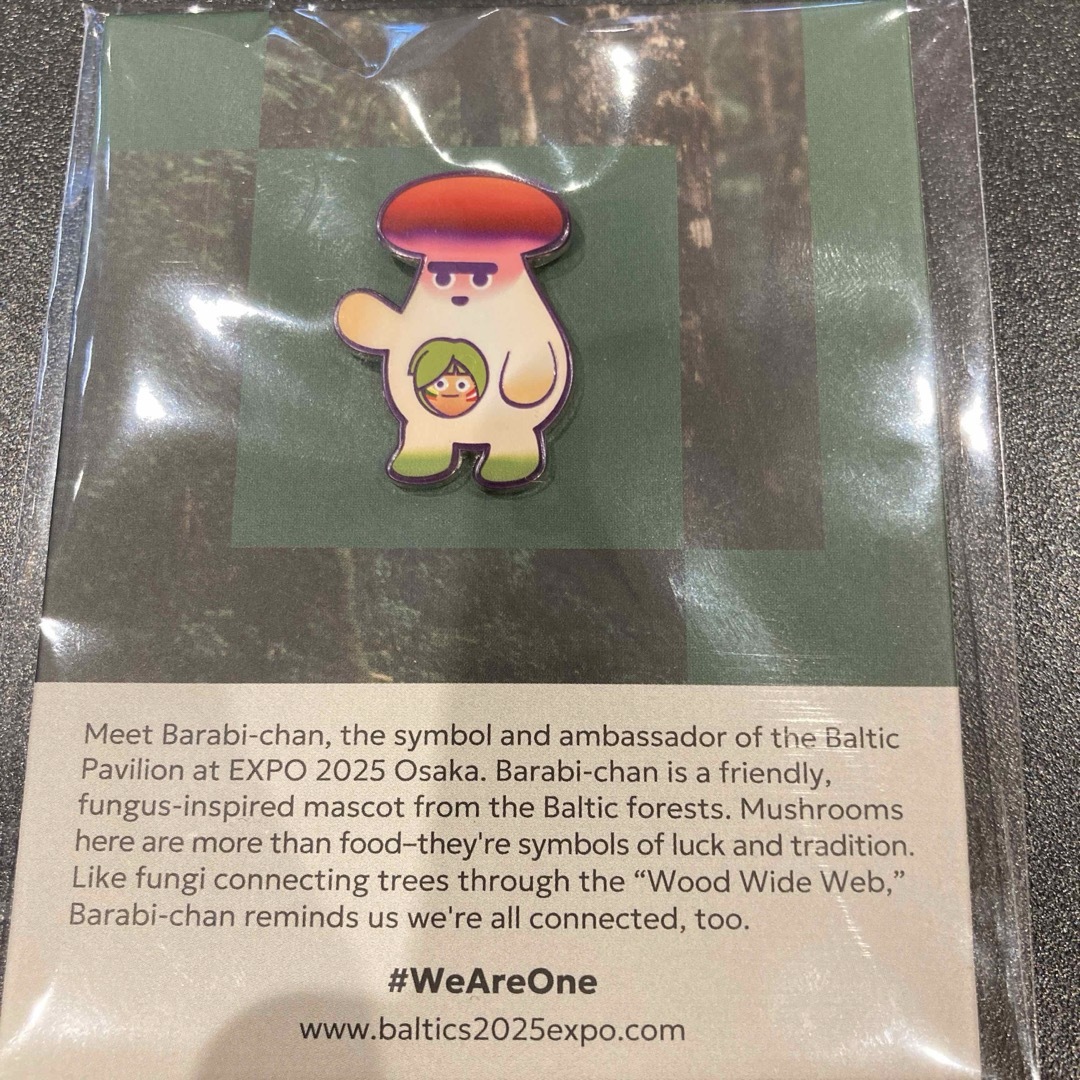 Meet Barabi-chan, the symbol and ambassador of the Baltic
Pavilion at EXPO 2025 Osaka. Barabi-chan is a friendly,
fungus-inspired mascot from the Baltic forests. Mushrooms
here are more than food–they're symbols of luck and tradition.
Like fungi connecting trees through the “Wood Wide Web,”
Barabi-chan reminds us we're all connected, too.
#WeAreOne
www.baltics2025expo.com